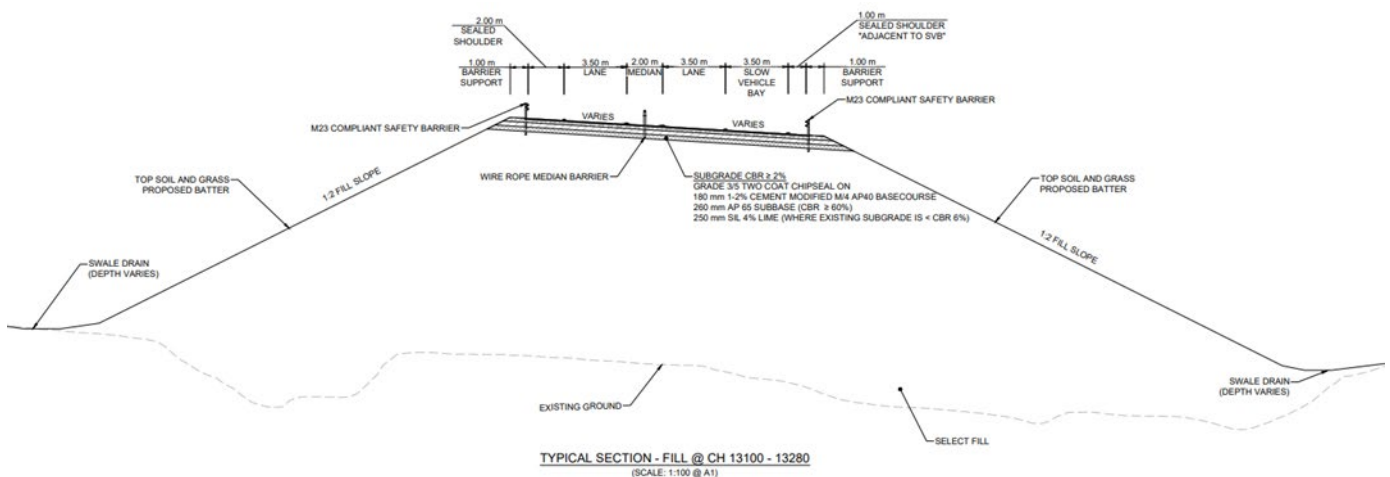 2.00 m
SEALED
SHOULDER
1.00 m
SEALED SHOULDER
"ADJACENT TO SVB"
1.00 m
BARRIER
SUPPORT
3.50 m
LANE
2.00 m
MEDIAN
3.50 m
LANE
3.50 m
SLOW
VEHICLE
BAY
1.00 m
BARRIER
SUPPORT
M23 COMPLIANT SAFETY BARRIER
M23 COMPLIANT SAFETY BARRIER
VARIES
VARIES
TOP SOIL AND GRASS
PROPOSED BATTER
1:2 FILL SLOPE
WIRE ROPE MEDIAN BARRIER
SUBGRADE CBR ≥ 2%
GRADE 3/5 TWO COAT CHIPSEAL ON
180 mm 1-2% CEMENT MODIFIED M/4 AP40 BASECOURSE
260 mm AP 65 SUBBASE (CBR ≥ 60%)
250 mm SIL 4% LIME (WHERE EXISTING SUBGRADE IS < CBR 6%)
TOP SOIL AND GRASS
PROPOSED BATTER
1:2 FILL SLOPE
SWALE DRAIN
(DEPTH VARIES)
SWALE DRAIN
(DEPTH VARIES)
EXISTING GROUND
SELECT FILL
TYPICAL SECTION - FILL @ CH 13100 - 13280
(SCALE: 1:100 @ A1)